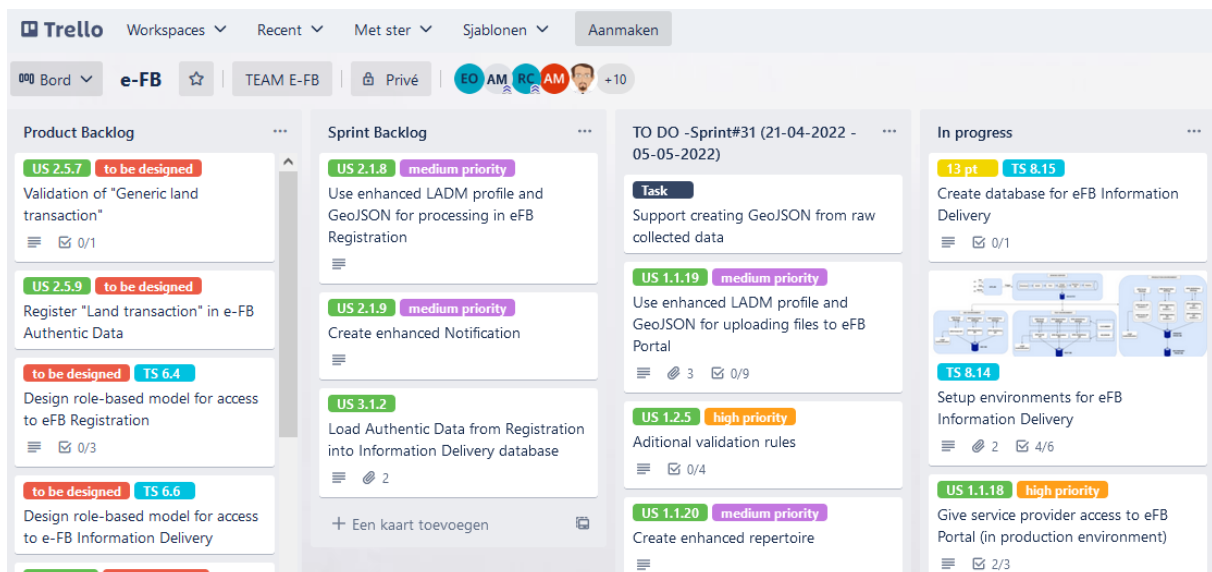 Trello Workspaces Recent Met ster Sjablonen Aanmaken
Bord e-FB TEAM E-FB Privé EO AM RC AM +10
Product Backlog
US 2.5.7 to be designed
Validation of "Generic land
transaction"
0/1
US 2.5.9 to be designed
Register "Land transaction" in e-FB
Authentic Data
to be designed TS 6.4
Design role-based model for access
to eFB Registration
0/3
to be designed TS 6.6
Design role-based model for access
to e-FB Information Delivery
Sprint Backlog
US 2.1.8 medium priority
Use enhanced LADM profile and
GeoJSON for processing in eFB
Registration
US 2.1.9 medium priority
Create enhanced Notification
US 3.1.2
Load Authentic Data from Registration
into Information Delivery database
2
+ Een kaart toevoegen
TO DO -Sprint#31 (21-04-2022 -
05-05-2022)
Task
Support creating GeoJSON from raw
collected data
US 1.1.19 medium priority
Use enhanced LADM profile and
GeoJSON for uploading files to eFB
Portal
3 0/9
US 1.2.5 high priority
Aditional validation rules
0/4
US 1.1.20 medium priority
Create enhanced repertoire
In progress
13 pt TS 8.15
Create database for eFB Information
Delivery
0/1
TS 8.14
Setup environments for eFB
Information Delivery
2 4/6
US 1.1.18 high priority
Give service provider access to eFB
Portal (in production environment)
2/3